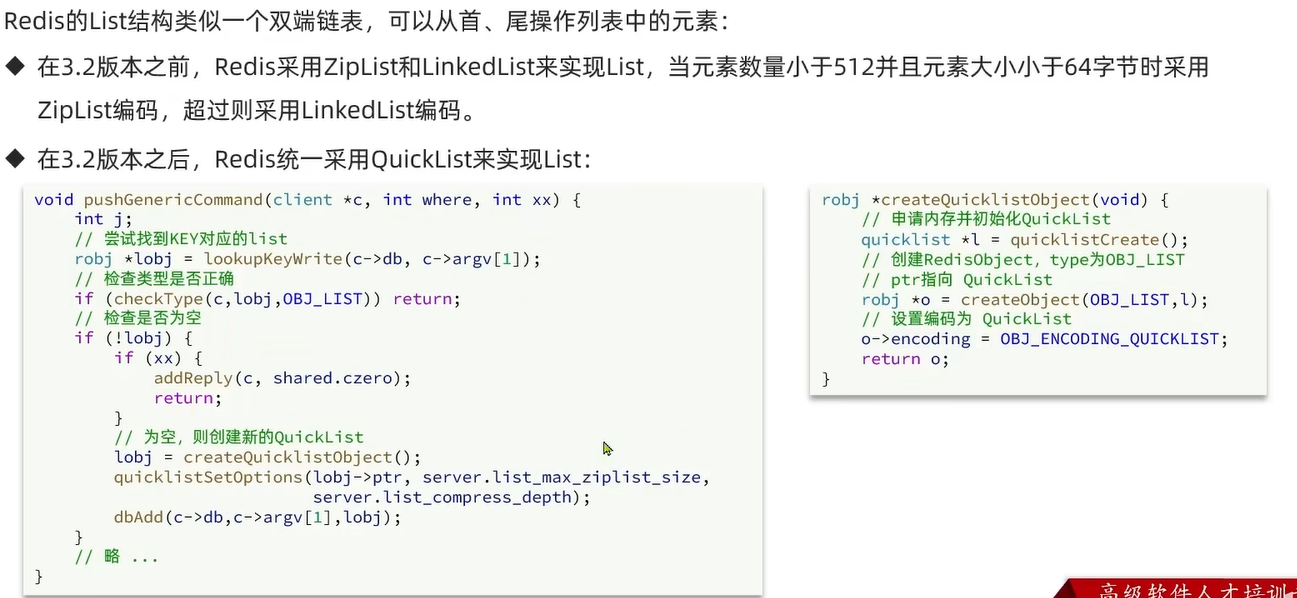 Redis的List结构类似一个双端链表，可以从首、尾操作列表中的元素：
◆ 在3.2版本之前，Redis采用ZipList和LinkedList来实现List，当元素数量小于512并且元素大小小于64字节时采用
ZipList编码，超过则采用LinkedList编码。
◆ 在3.2版本之后，Redis统一采用QuickList来实现List：
void pushGenericCommand(client *c, int where, int xx) {
    int j;
    // 尝试找到KEY对应的list
    robj *lobj = lookupKeyWrite(c->db, c->argv[1]);
    // 检查类型是否正确
    if (checkType(c,lobj,OBJ_LIST)) return;
    // 检查是否为空
    if (!lobj) {
        if (xx) {
            addReply(c, shared.czero);
            return;
        }
        // 为空，则创建新的QuickList
        lobj = createQuicklistObject();
        quicklistSetOptions(lobj->ptr, server.list_max_ziplist_size,
                            server.list_compress_depth);
        dbAdd(c->db,c->argv[1],lobj);
    }
    // 略 ...
}
robj *createQuicklistObject(void) {
    // 申请内存并初始化QuickList
    quicklist *l = quicklistCreate();
    // 创建RedisObject，type为OBJ_LIST
    // ptr指向 QuickList
    robj *o = createObject(OBJ_LIST,l);
    // 设置编码为 QuickList
    o->encoding = OBJ_ENCODING_QUICKLIST;
    return o;
}
高级软件人才培训